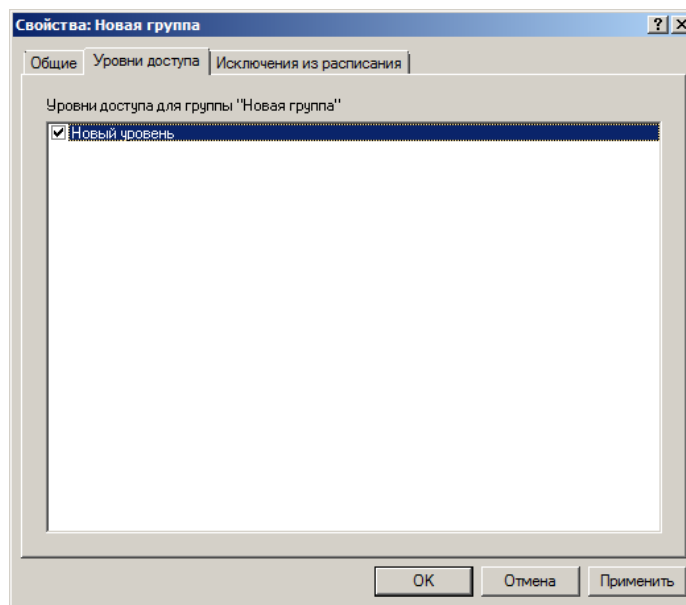 Свойства: Новая группа
Общие Уровни доступа Исключения из расписания
Уровни доступа для группы "Новая группа"
Новый уровень
OK Отмена Применить